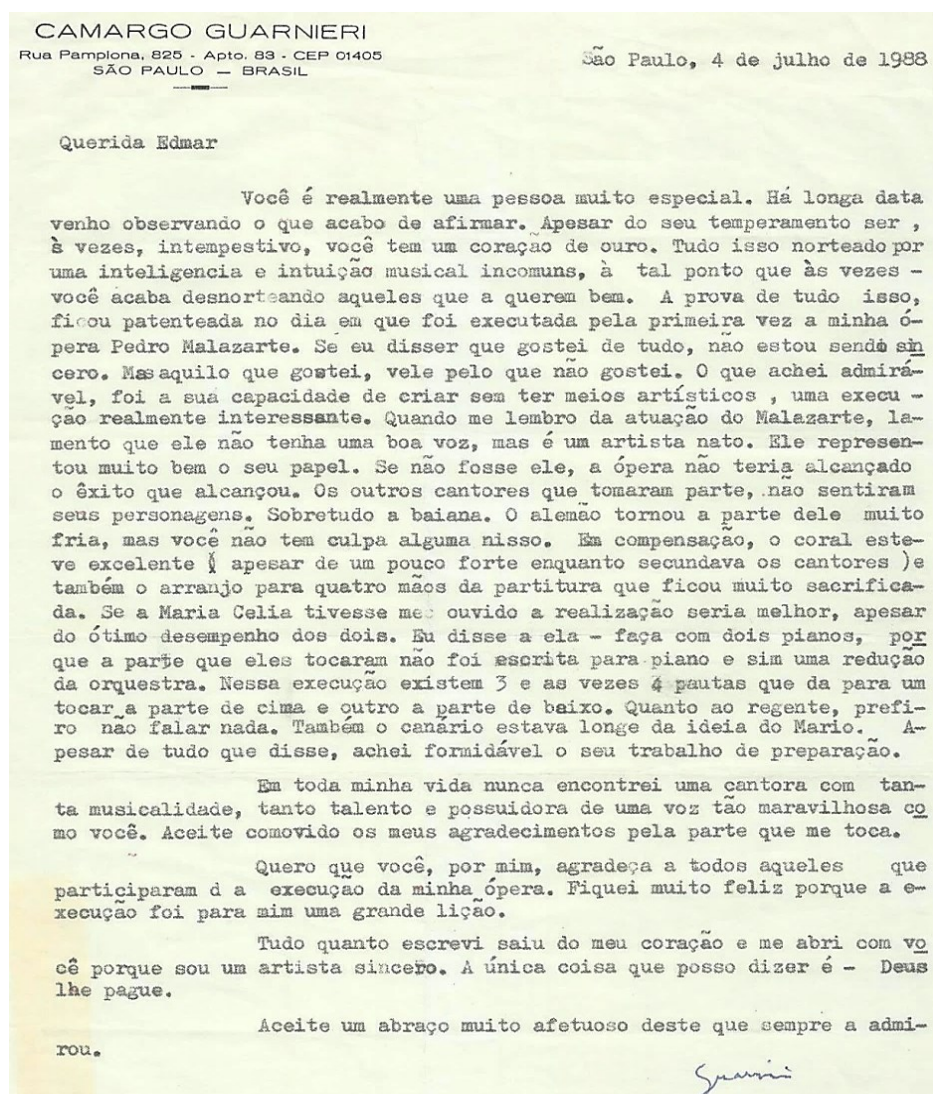 CAMARGO GUARNIERI
Rua Pamplona, 825 - Apto. 83 - CEP 01405
SÃO PAULO — BRASIL
São Paulo, 4 de julho de 1988
Querida Edmar
Você é realmente uma pessoa muito especial. Há longa data
venho observando o que acabo de afirmar. Apesar do seu temperamento ser ,
às vezes, intempestivo, você tem um coração de ouro. Tudo isso norteado por
uma inteligencia e intuição musical incomuns, à tal ponto que às vezes -
você acaba desnorteando aqueles que a querem bem. A prova de tudo isso,
ficou patenteada no dia em que foi executada pela primeira vez a minha ó-
pera Pedro Malazarte. Se eu disser que gostei de tudo, não estou sendo sin
cero. Mas aquilo que gostei, vele pelo que não gostei. O que achei admirá-
vel, foi a sua capacidade de criar sem ter meios artísticos , uma execu -
ção realmente interessante. Quando me lembro da atuação do Malazarte, la-
mento que ele não tenha uma boa voz, mas é um artista nato. Ele represen-
tou muito bem o seu papel. Se não fosse ele, a ópera não teria alcançado
o êxito que alcançou. Os outros cantores que tomaram parte, não sentiram
seus personagens. Sobretudo a baiana. O alemão tornou a parte dele muito
fria, mas você não tem culpa alguma nisso. Em compensação, o coral este-
ve excelente ( apesar de um pouco forte enquanto secundava os cantores )e
também o arranjo para quatro mãos da partitura que ficou muito sacrifica-
da. Se a Maria Celia tivesse me ouvido a realização seria melhor, apesar
do ótimo desempenho dos dois. Eu disse a ela - faça com dois pianos, por
que a parte que eles tocaram não foi escrita para piano e sim uma redução
da orquestra. Nessa execução existem 3 e as vezes 4 pautas que da para um
tocar a parte de cima e outro a parte de baixo. Quanto ao regente, prefi-
ro não falar nada. Também o canário estava longe da ideia do Mario. A-
pesar de tudo que disse, achei formidável o seu trabalho de preparação.
Em toda minha vida nunca encontrei uma cantora com tan-
ta musicalidade, tanto talento e possuidora de uma voz tão maravilhosa co
mo você. Aceite comovido os meus agradecimentos pela parte que me toca.
Quero que você, por mim, agradeça a todos aqueles que
participaram d a execução da minha ópera. Fiquei muito feliz porque a e-
xecução foi para mim uma grande lição.
Tudo quanto escrevi saiu do meu coração e me abri com vo
cê porque sou um artista sincero. A única coisa que posso dizer é - Deus
lhe pague.
Aceite um abraço muito afetuoso deste que sempre a admi-
rou.